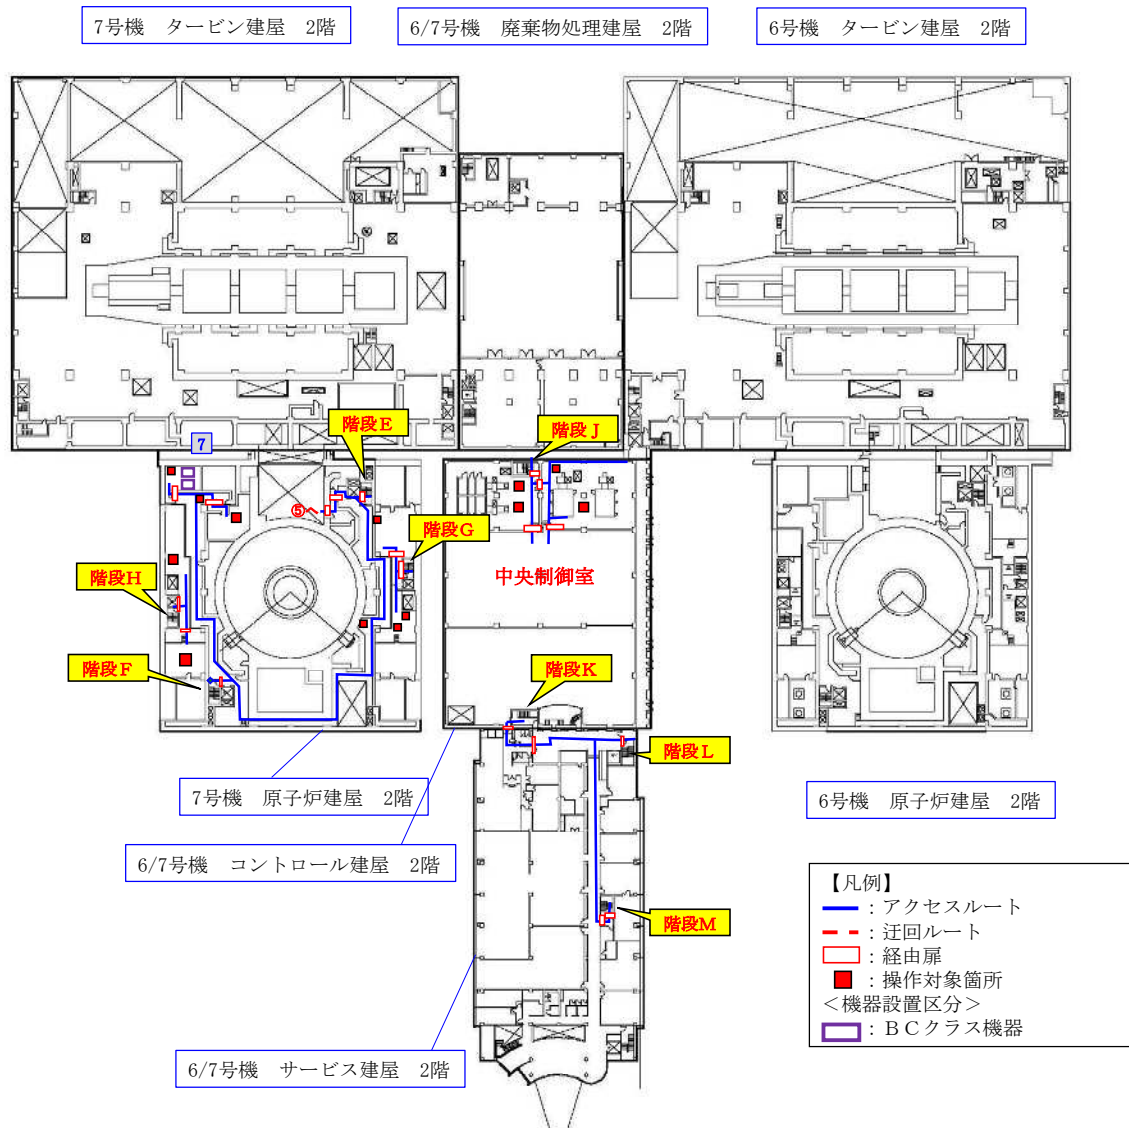 7号機 タービン建屋 2階
6/7号機 廃棄物処理建屋 2階
6号機 タービン建屋 2階
階段E
階段J
7
⑤
階段G
階段H
中央制御室
階段F
階段K
階段L
7号機 原子炉建屋 2階
6号機 原子炉建屋 2階
6/7号機 コントロール建屋 2階
階段M
6/7号機 サービス建屋 2階
【凡例】
：アクセスルート
：迂回ルート
：経由扉
：操作対象箇所
＜機器設置区分＞
：ＢＣクラス機器